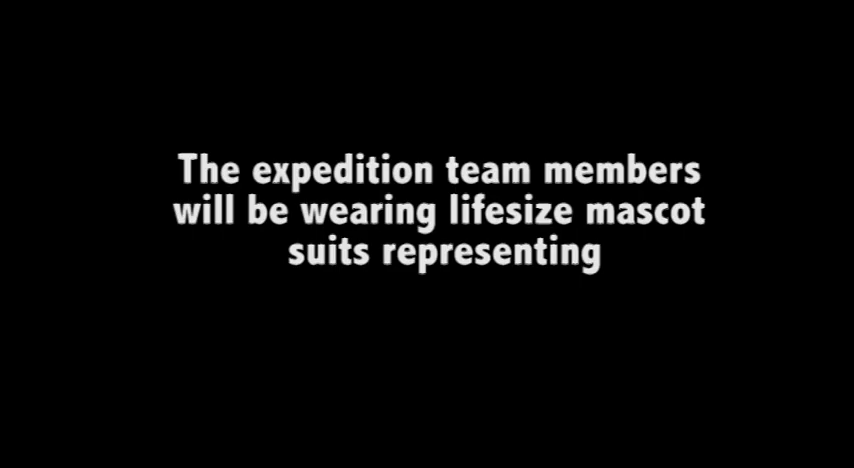 The expedition team members
will be wearing lifesize mascot
suits representing